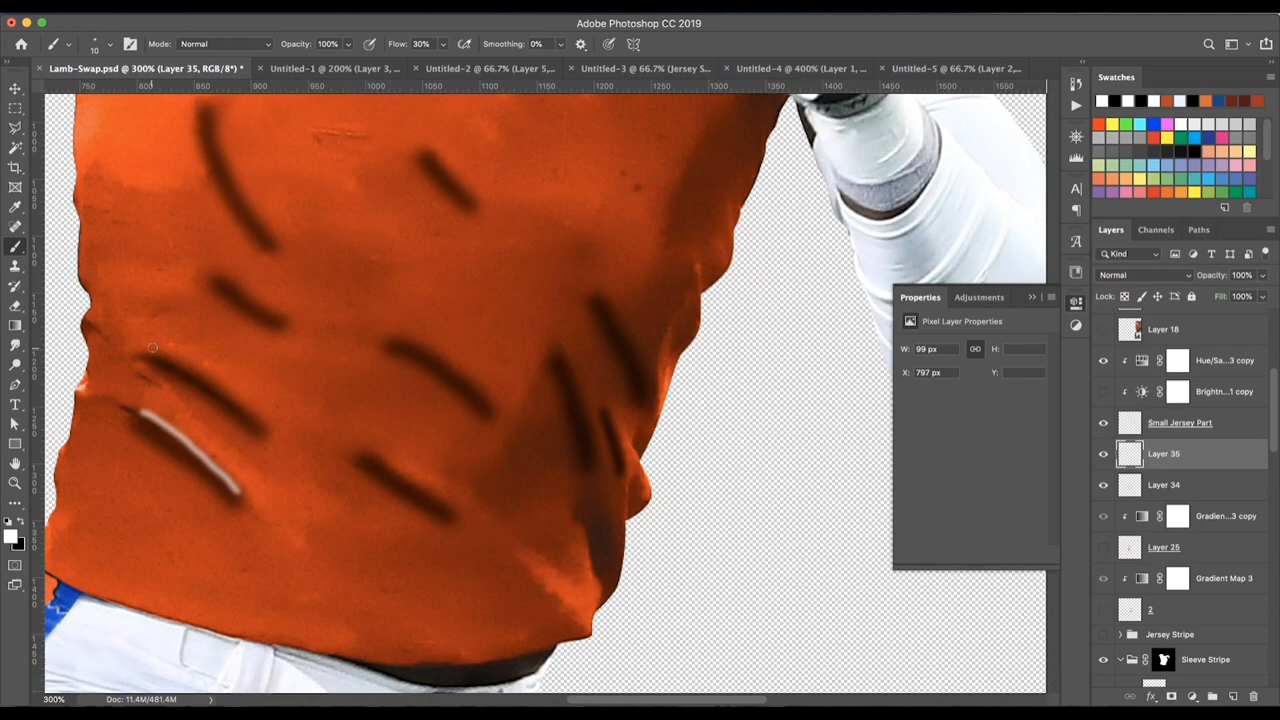 Adobe Photoshop CC 2019
10 Mode: Normal Opacity: 100% Flow: 30% Smoothing: 0%
Lamb-Swap.psd @ 300% (Layer 35, RGB/8*) * Untitled-1 @ 200% (Layer 3, ... Untitled-2 @ 66.7% (Layer 5,... Untitled-3 @ 66.7% (Jersey S... Untitled-4 @ 400% (Layer 1, ... Untitled-5 @ 66.7% (Layer 2,...
750 800 850 900 950 1000 1050 1100 1150 1200 1250 1300 1350 1400 1450 1500 1550
Swatches
Layers Channels Paths
Kind
Normal Opacity: 100%
Lock: Fill: 100%
Properties Adjustments
Pixel Layer Properties
W: 99 px H:
X: 797 px Y:
Layer 18
Hue/Sa...3 copy
Brightn...1 copy
Small Jersey Part
Layer 35
Layer 34
Gradien...3 copy
Layer 25
Gradient Map 3
2
Jersey Stripe
Sleeve Stripe
300% Doc: 11.4M/481.4M